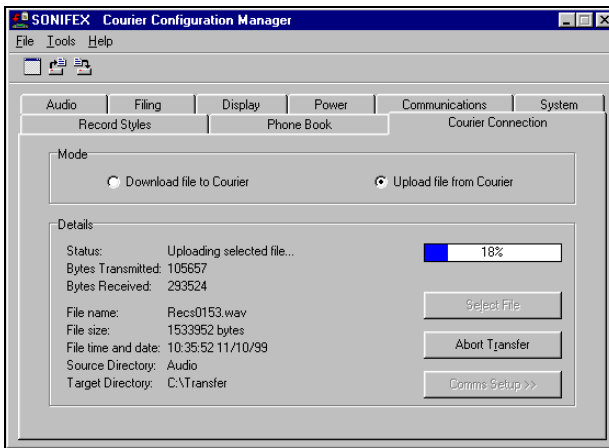 SONIFEX Courier Configuration Manager
File Tools Help
Audio Filing Display Power Communications System
Record Styles Phone Book Courier Connection
Mode
Download file to Courier Upload file from Courier
Details
Status: Uploading selected file... 18%
Bytes Transmitted: 105657
Bytes Received: 293524
Select File
File name: Recs0153.wav
File size: 1533952 bytes
File time and date: 10:35:52 11/10/99
Abort Transfer
Source Directory: Audio
Target Directory: C:\Transfer
Comms Setup >>